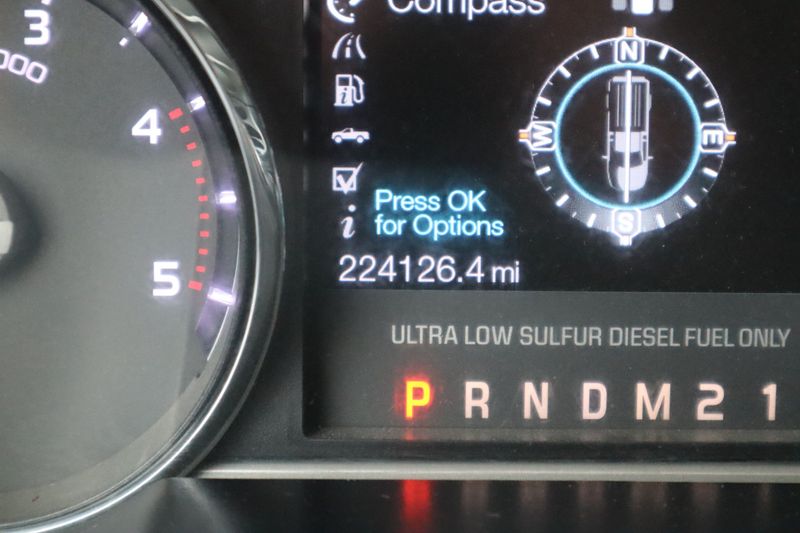 3
000
4
5
Compass
N
W
E
S
Press OK
for Options
224126.4 mi
ULTRA LOW SULFUR DIESEL FUEL ONLY
P R N D M 2 1